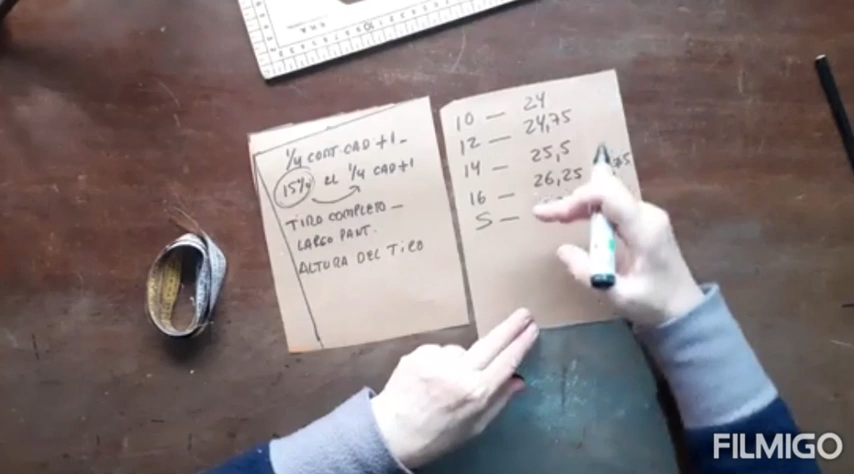 1/4 CONT. CAD + 1 -
15% EL 1/4 CAD + 1
TIRO COMPLETO -
LARGO PANT.
ALTURA DEL TIRO
10 — 24
12 — 24,75
14 — 25,5
16 — 26,25
S —
FILMIGO